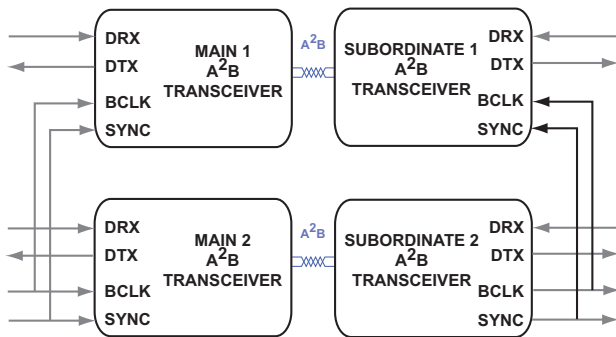 DRX
DTX
BCLK
SYNC
MAIN 1
A²B
TRANSCEIVER
A²B
SUBORDINATE 1
A²B
TRANSCEIVER
DRX
DTX
BCLK
SYNC
DRX
DTX
BCLK
SYNC
MAIN 2
A²B
TRANSCEIVER
A²B
SUBORDINATE 2
A²B
TRANSCEIVER
DRX
DTX
BCLK
SYNC